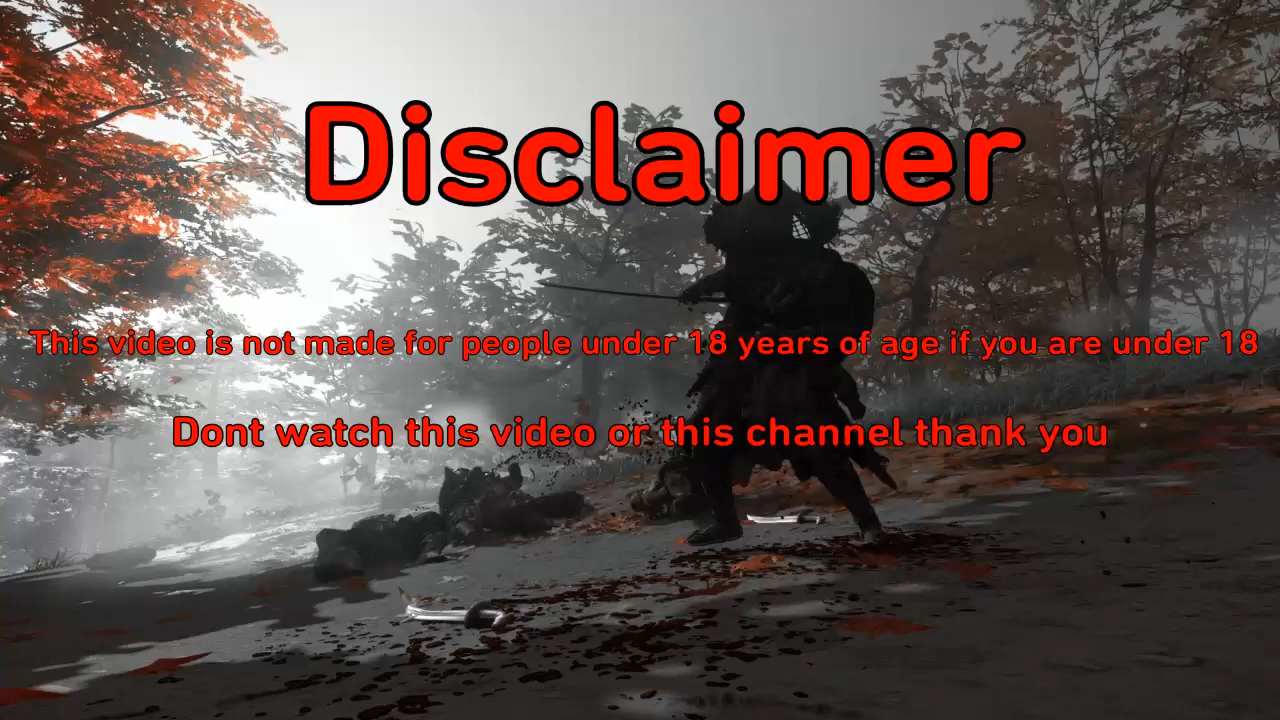 Disclaimer
This video is not made for people under 18 years of age if you are under 18
Dont watch this video or this channel thank you